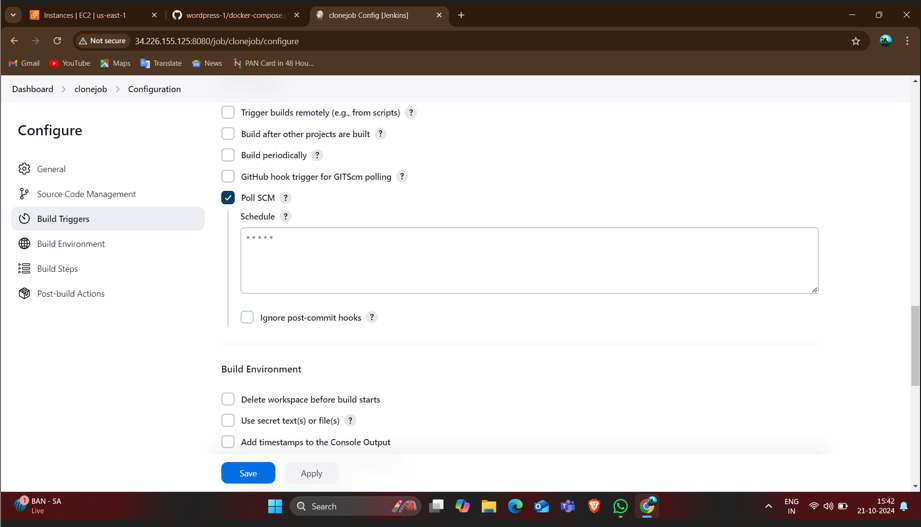 Instances | EC2 | us-east-1
wordpress-1/docker-compose.
clonejob Config [Jenkins]
Not secure
34.226.155.125:8080/job/clonejob/configure
Gmail
YouTube
Maps
Translate
News
PAN Card in 48 Hou...
Dashboard > clonejob > Configuration
Configure
General
Source Code Management
Build Triggers
Build Environment
Build Steps
Post-build Actions
Trigger builds remotely (e.g., from scripts) ?
Build after other projects are built ?
Build periodically ?
GitHub hook trigger for GITScm polling ?
Poll SCM ?
Schedule ?
* * * * *
Ignore post-commit hooks ?
Build Environment
Delete workspace before build starts
Use secret text(s) or file(s) ?
Add timestamps to the Console Output
Save
Apply
1
BAN - SA
Live
Search
ENG
IN
15:42
21-10-2024